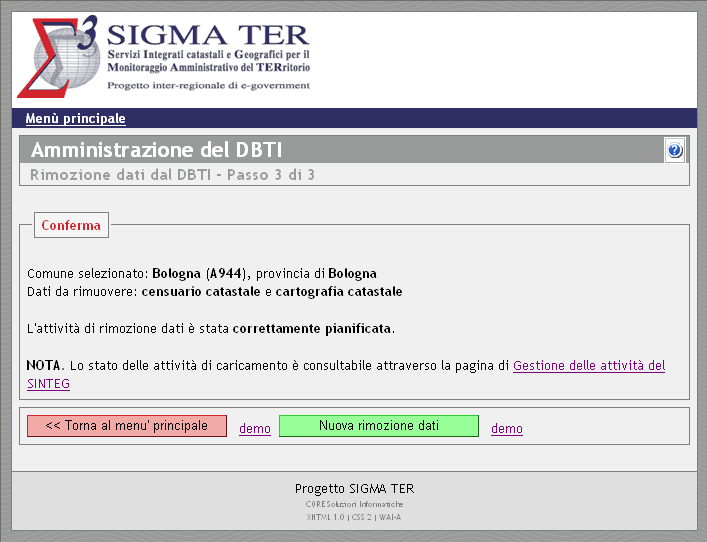 3
SIGMA TER
Servizi Integrati catastali e Geografici per il
Monitoraggio Amministrativo del TERritorio
Progetto inter-regionale di e-government
Menù principale
Amministrazione del DBTI
?
Rimozione dati dal DBTI - Passo 3 di 3
Conferma
Comune selezionato: Bologna (A944), provincia di Bologna
Dati da rimuovere: censuario catastale e cartografia catastale
L'attività di rimozione dati è stata correttamente pianificata.
NOTA. Lo stato delle attività di caricamento è consultabile attraverso la pagina di Gestione delle attività del
SINTEG
<< Torna al menu' principale demo Nuova rimozione dati demo
Progetto SIGMA TER
CORE Soluzioni Informatiche
XHTML 1.0 | CSS 2 | WAI-A